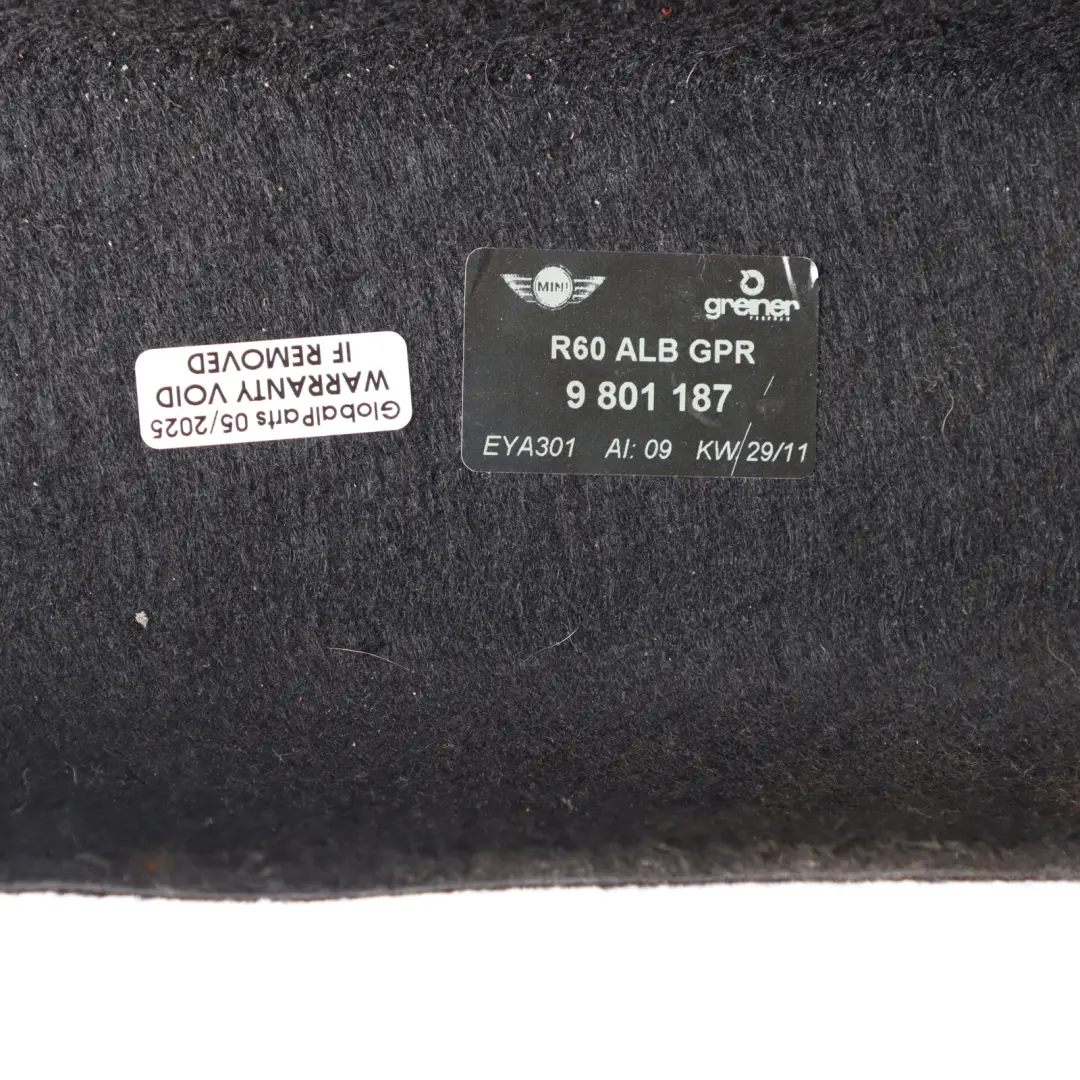 MINI
greiner
R60 ALB GPR
9 801 187
EYA301 AI: 09 KW/29/11
GlobalParts 05/2025
WARRANTY VOID
IF REMOVED